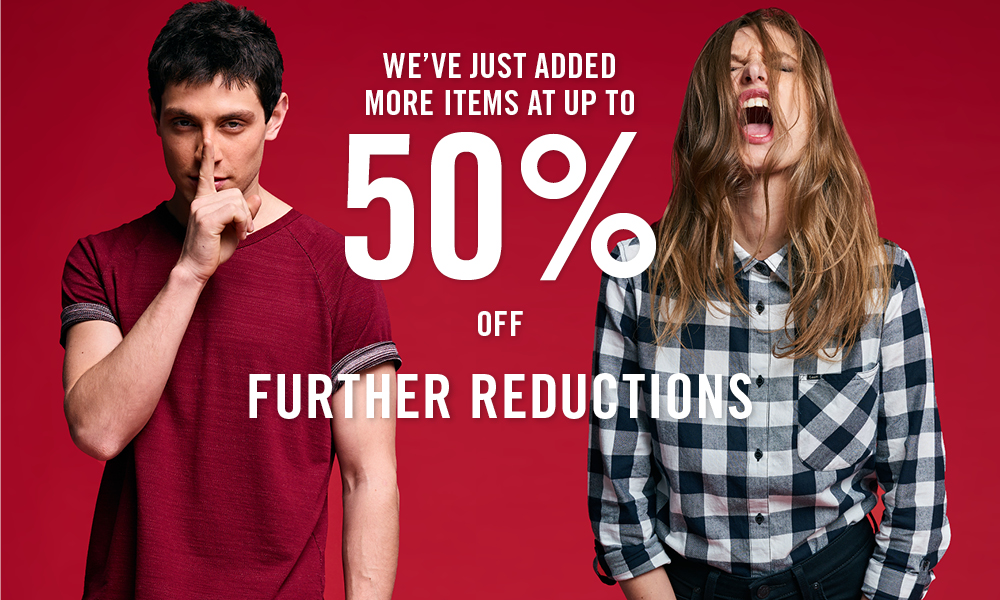 WE’VE JUST ADDED
MORE ITEMS AT UP TO
50%
OFF
FURTHER REDUCTIONS